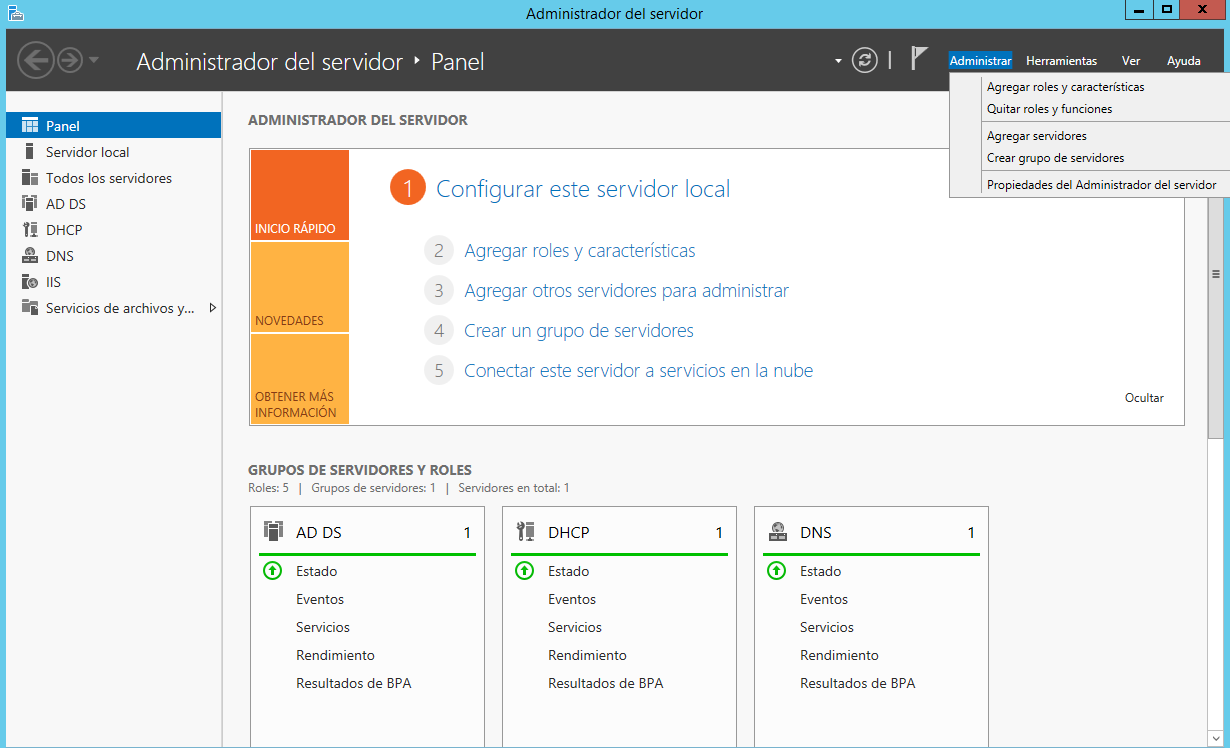 Administrador del servidor
Administrador del servidor ‣ Panel
Administrar Herramientas Ver Ayuda
Agregar roles y características
Quitar roles y funciones
Agregar servidores
Crear grupo de servidores
Propiedades del Administrador del servidor
Panel
Servidor local
Todos los servidores
AD DS
DHCP
DNS
IIS
Servicios de archivos y...
ADMINISTRADOR DEL SERVIDOR
INICIO RÁPIDO
NOVEDADES
OBTENER MÁS
INFORMACIÓN
1 Configurar este servidor local
2 Agregar roles y características
3 Agregar otros servidores para administrar
4 Crear un grupo de servidores
5 Conectar este servidor a servicios en la nube
Ocultar
GRUPOS DE SERVIDORES Y ROLES
Roles: 5 | Grupos de servidores: 1 | Servidores en total: 1
AD DS 1
Estado
Eventos
Servicios
Rendimiento
Resultados de BPA
DHCP 1
Estado
Eventos
Servicios
Rendimiento
Resultados de BPA
DNS 1
Estado
Eventos
Servicios
Rendimiento
Resultados de BPA